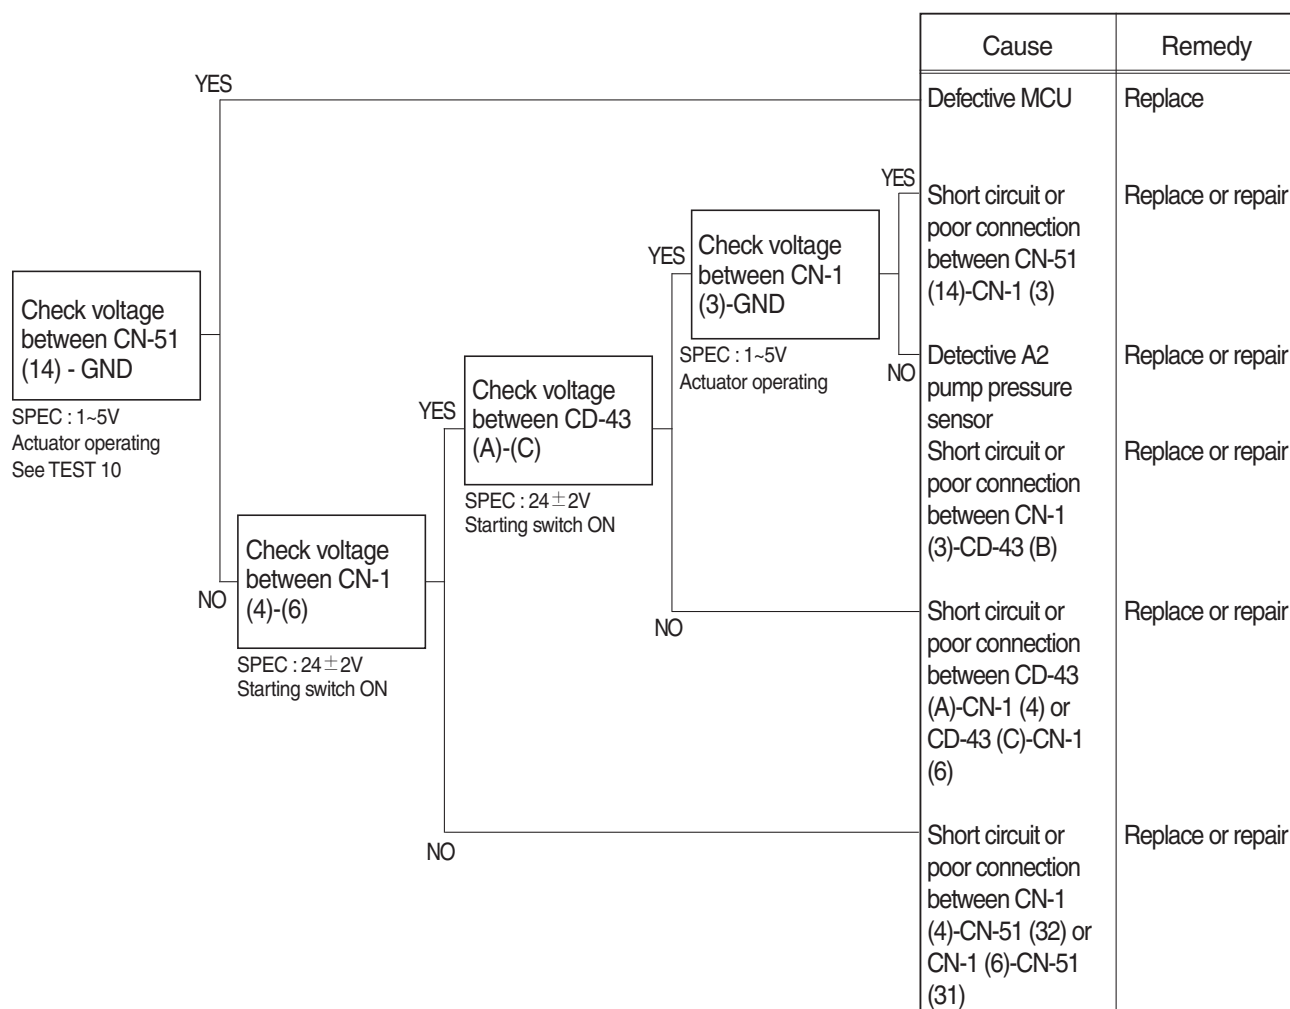 Cause
Remedy
YES
Defective MCU
Replace
YES
Short circuit or
poor connection
between CN-51
(14)-CN-1 (3)
Replace or repair
YES
Check voltage
between CN-1
(3)-GND
SPEC : 1~5V
Actuator operating
NO
Detective A2
pump pressure
sensor
Replace or repair
Short circuit or
poor connection
between CN-1
(3)-CD-43 (B)
Replace or repair
Check voltage
between CN-51
(14) - GND
SPEC : 1~5V
Actuator operating
See TEST 10
YES
Check voltage
between CD-43
(A)-(C)
SPEC : 24±2V
Starting switch ON
NO
Check voltage
between CN-1
(4)-(6)
SPEC : 24±2V
Starting switch ON
NO
Short circuit or
poor connection
between CD-43
(A)-CN-1 (4) or
CD-43 (C)-CN-1
(6)
Replace or repair
NO
Short circuit or
poor connection
between CN-1
(4)-CN-51 (32) or
CN-1 (6)-CN-51
(31)
Replace or repair